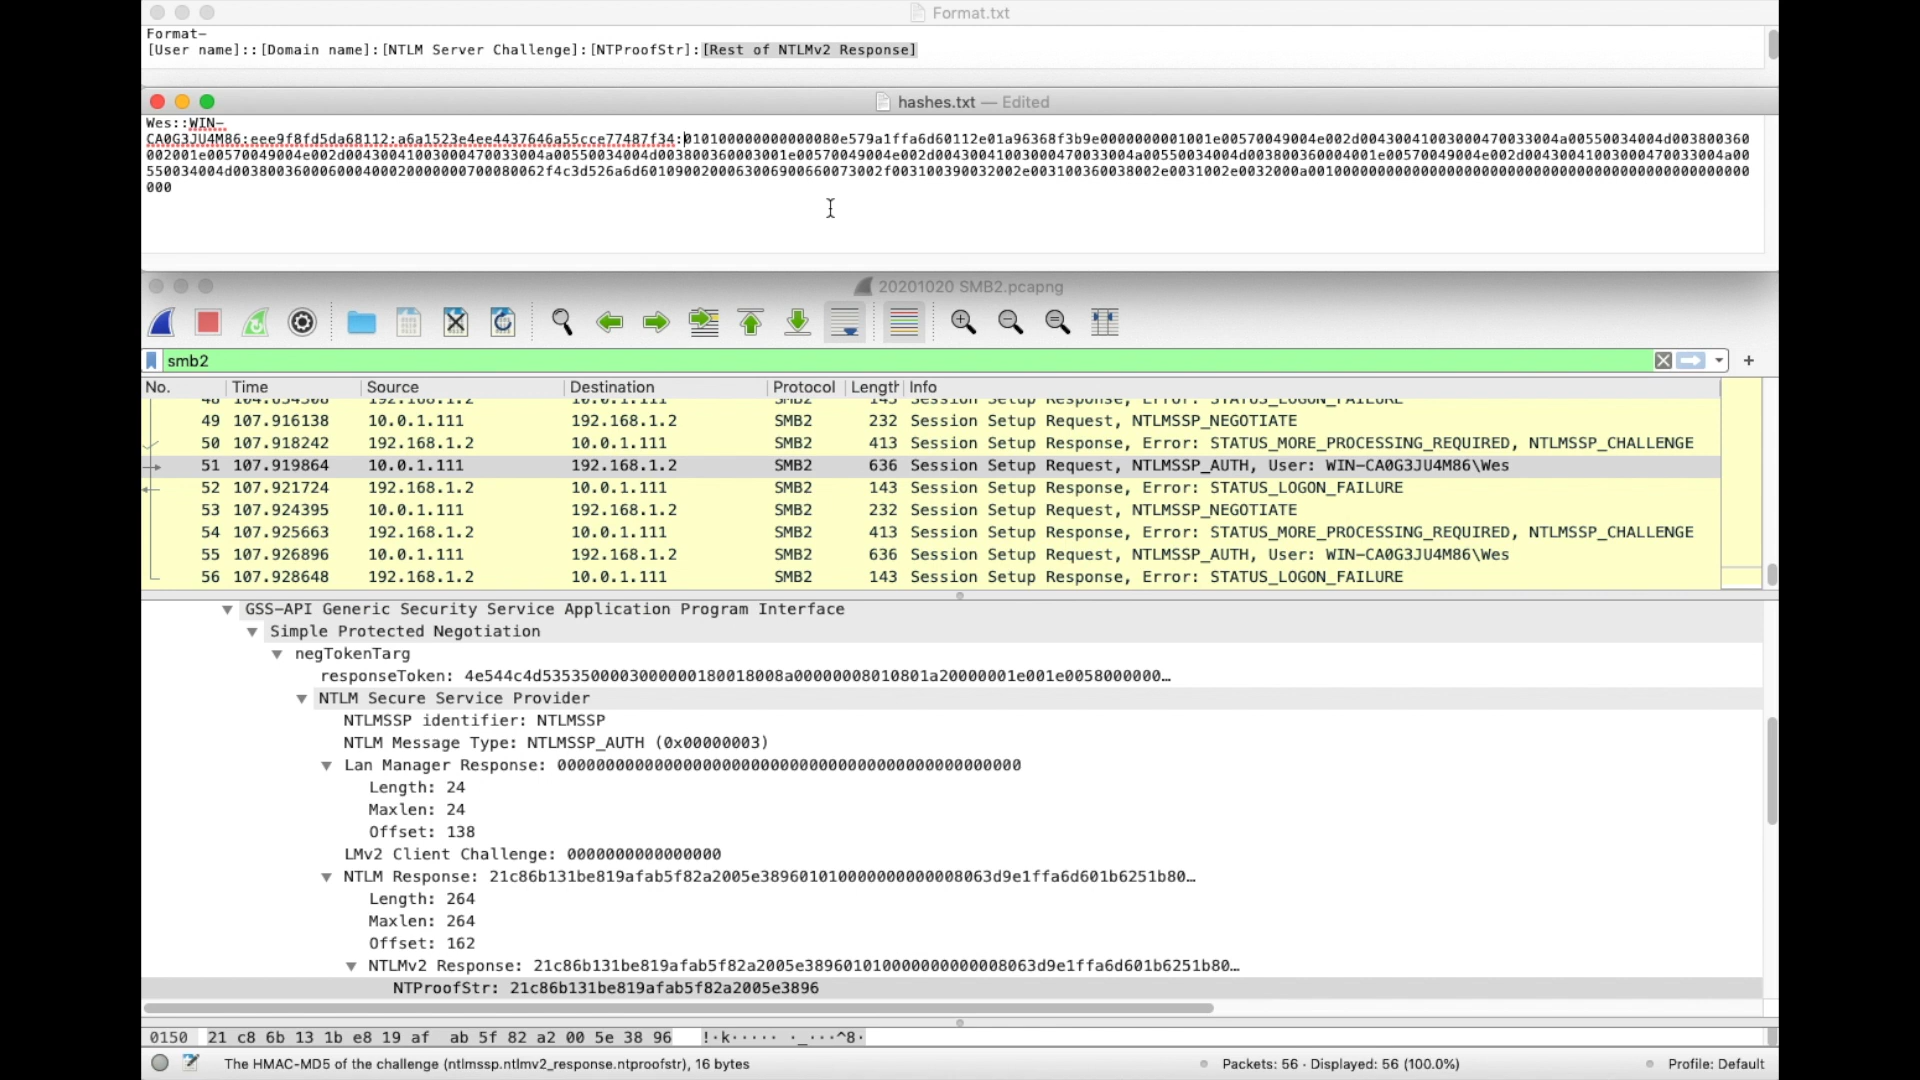 Format.txt
Format-
[User name]::[Domain name]:[NTLM Server Challenge]:[NTProofStr]:[Rest of NTLMv2 Response]
hashes.txt — Edited
Wes::WIN-
20201020 SMB2.pcapng
smb2
No. Time Source Destination Protocol Length Info
49 107.916138 10.0.1.111 192.168.1.2 SMB2 232 Session Setup Request, NTLMSSP_NEGOTIATE
50 107.918242 192.168.1.2 10.0.1.111 SMB2 413 Session Setup Response, Error: STATUS_MORE_PROCESSING_REQUIRED, NTLMSSP_CHALLENGE
51 107.919864 10.0.1.111 192.168.1.2 SMB2 636 Session Setup Request, NTLMSSP_AUTH, User: WIN-CA0G3JU4M86\Wes
52 107.921724 192.168.1.2 10.0.1.111 SMB2 143 Session Setup Response, Error: STATUS_LOGON_FAILURE
53 107.924395 10.0.1.111 192.168.1.2 SMB2 232 Session Setup Request, NTLMSSP_NEGOTIATE
54 107.925663 192.168.1.2 10.0.1.111 SMB2 413 Session Setup Response, Error: STATUS_MORE_PROCESSING_REQUIRED, NTLMSSP_CHALLENGE
55 107.926896 10.0.1.111 192.168.1.2 SMB2 636 Session Setup Request, NTLMSSP_AUTH, User: WIN-CA0G3JU4M86\Wes
56 107.928648 192.168.1.2 10.0.1.111 SMB2 143 Session Setup Response, Error: STATUS_LOGON_FAILURE
GSS-API Generic Security Service Application Program Interface
Simple Protected Negotiation
negTokenTarg
responseToken: 4e544c4d5353500003000000180018008a00000008010801a20000001e001e0058000000…
NTLM Secure Service Provider
NTLMSSP identifier: NTLMSSP
NTLM Message Type: NTLMSSP_AUTH (0x00000003)
Lan Manager Response: 000000000000000000000000000000000000000000000000
Length: 24
Maxlen: 24
Offset: 138
LMv2 Client Challenge: 0000000000000000
NTLM Response: 21c86b131be819afab5f82a2005e389601010000000000008063d9e1ffa6d601b6251b80…
Length: 264
Maxlen: 264
Offset: 162
NTLMv2 Response: 21c86b131be819afab5f82a2005e389601010000000000008063d9e1ffa6d601b6251b80…
NTProofStr: 21c86b131be819afab5f82a2005e3896
0150 21 c8 6b 13 1b e8 19 af ab 5f 82 a2 00 5e 38 96 !·k····· ·_···^8·
The HMAC-MD5 of the challenge (ntlmssp.ntlmv2_response.ntproofstr), 16 bytes
Packets: 56 · Displayed: 56 (100.0%)
Profile: Default